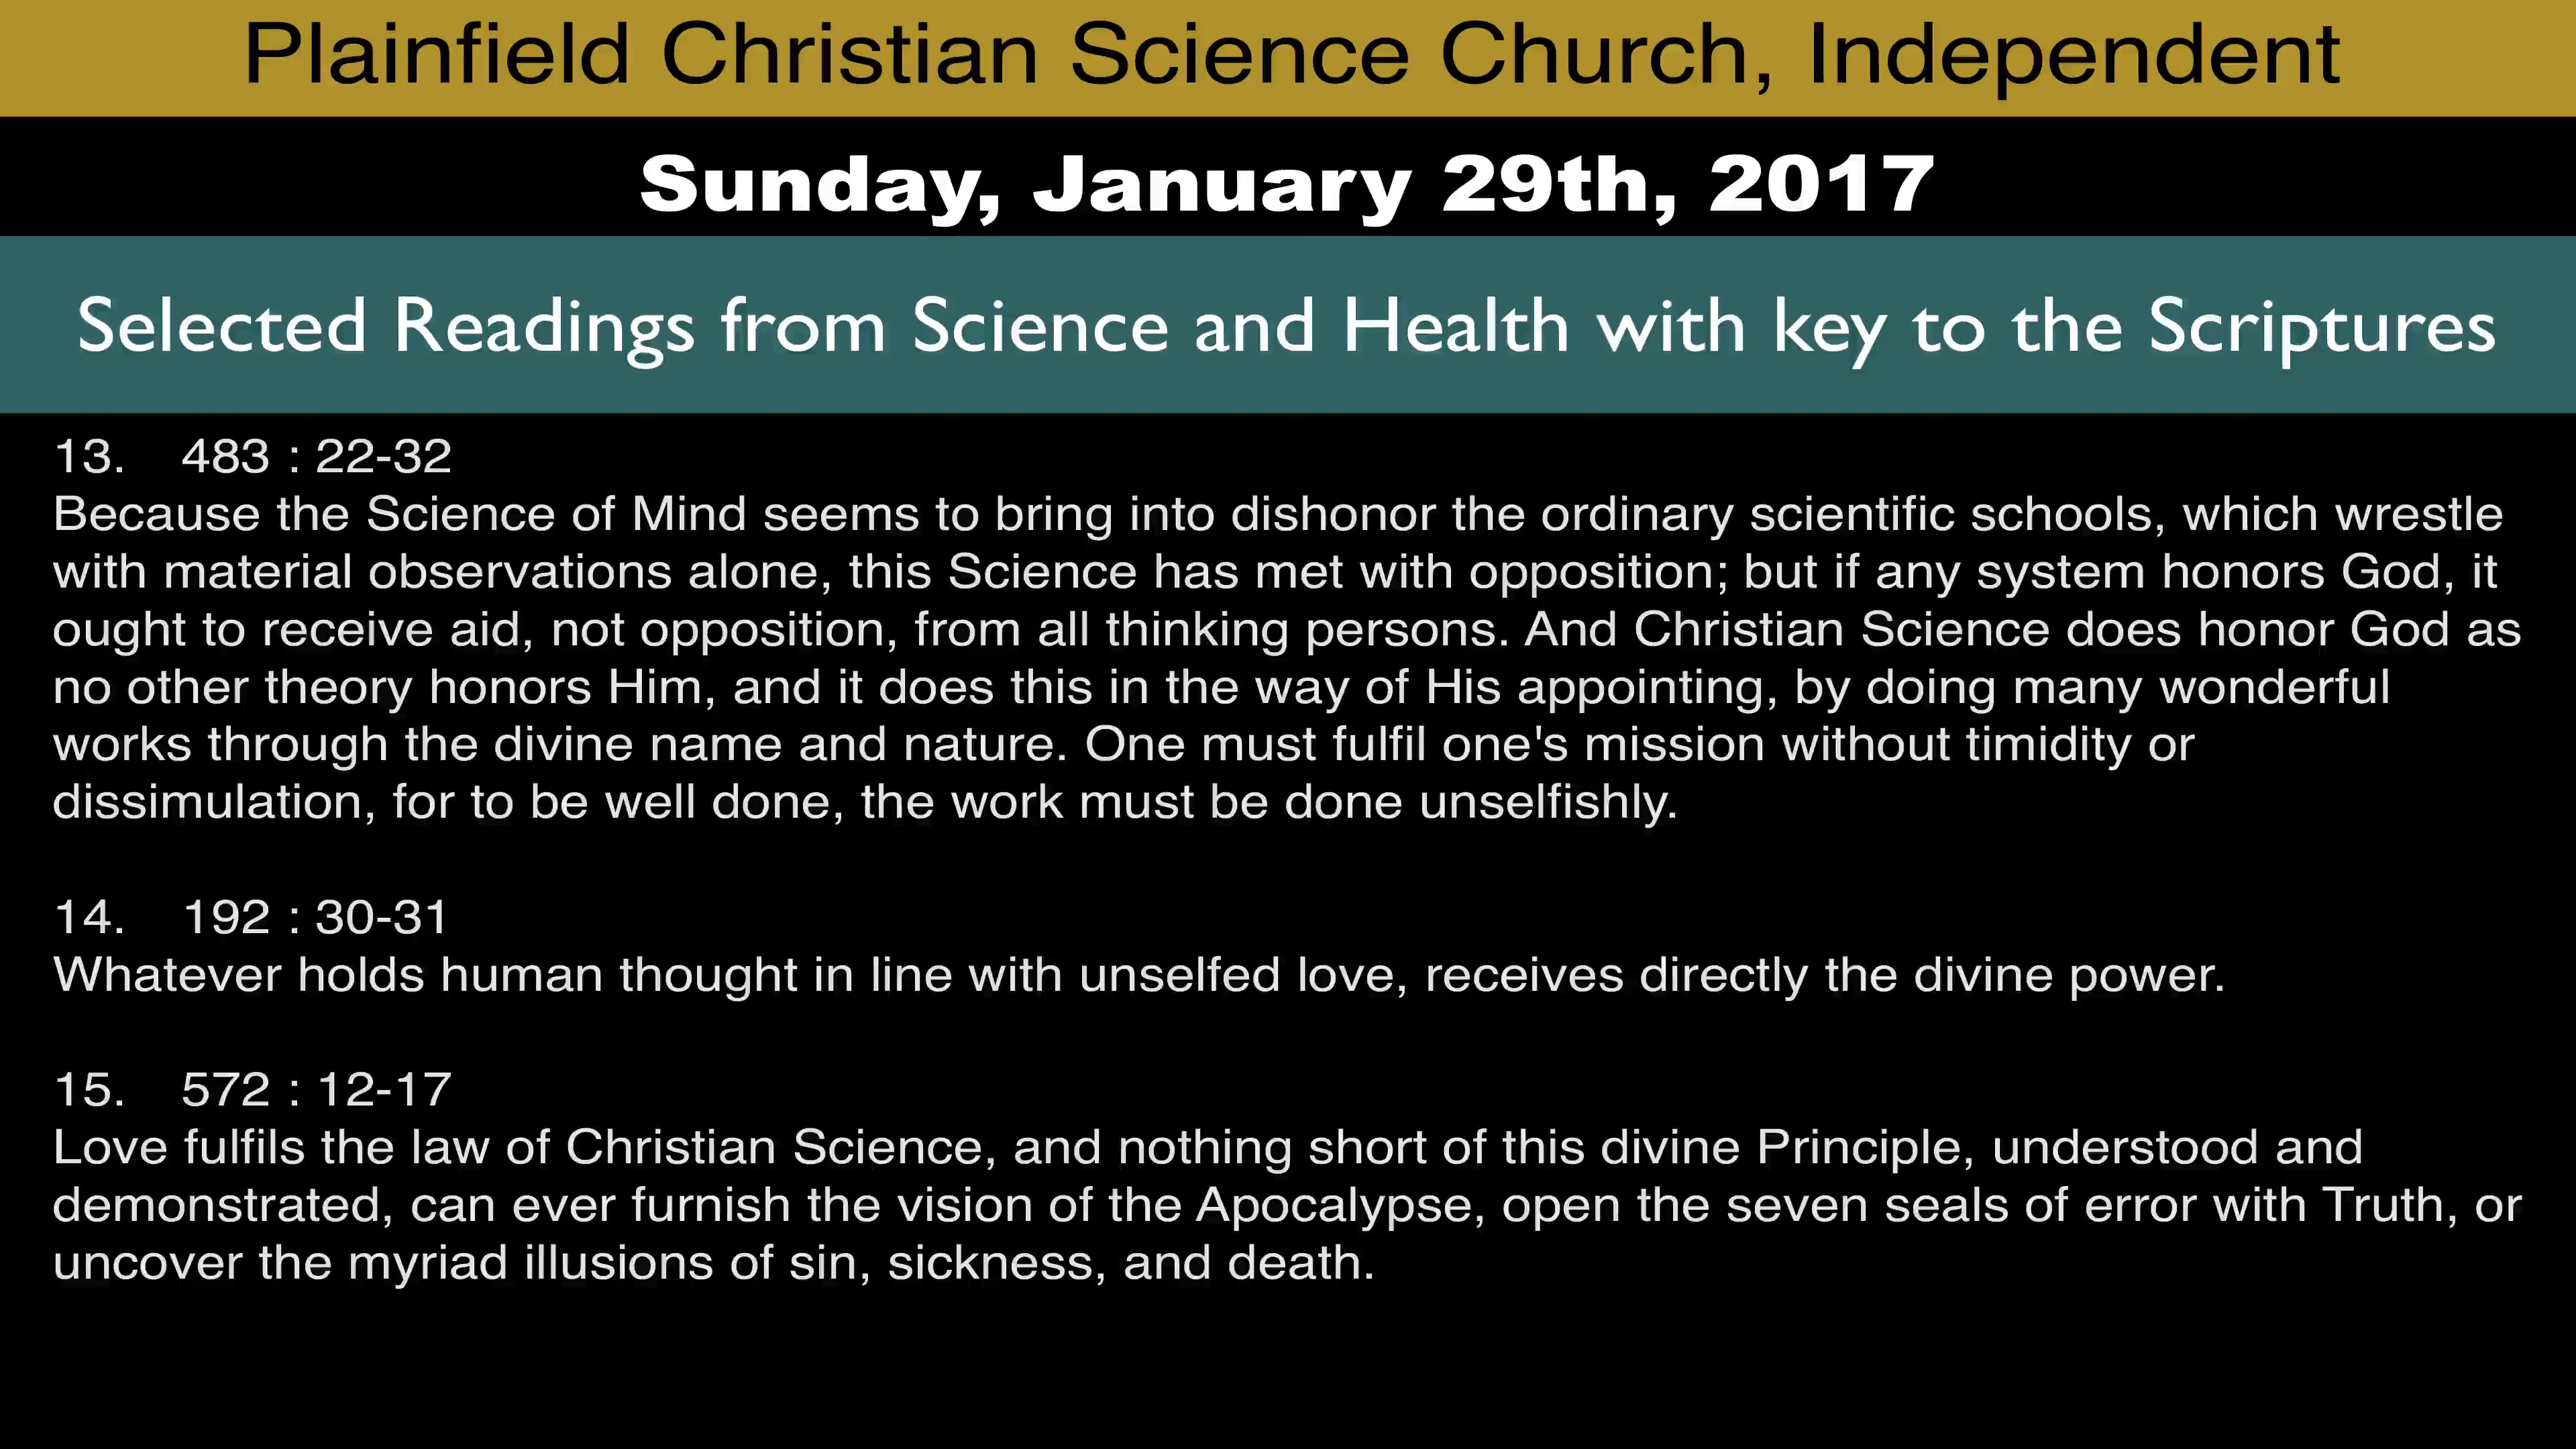 Plainfield Christian Science Church, Independent
Sunday, January 29th, 2017
Selected Readings from Science and Health with key to the Scriptures
13. 483 : 22-32
Because the Science of Mind seems to bring into dishonor the ordinary scientific schools, which wrestle
with material observations alone, this Science has met with opposition; but if any system honors God, it
ought to receive aid, not opposition, from all thinking persons. And Christian Science does honor God as
no other theory honors Him, and it does this in the way of His appointing, by doing many wonderful
works through the divine name and nature. One must fulfil one's mission without timidity or
dissimulation, for to be well done, the work must be done unselfishly.
14. 192 : 30-31
Whatever holds human thought in line with unselfed love, receives directly the divine power.
15. 572 : 12-17
Love fulfils the law of Christian Science, and nothing short of this divine Principle, understood and
demonstrated, can ever furnish the vision of the Apocalypse, open the seven seals of error with Truth, or
uncover the myriad illusions of sin, sickness, and death.